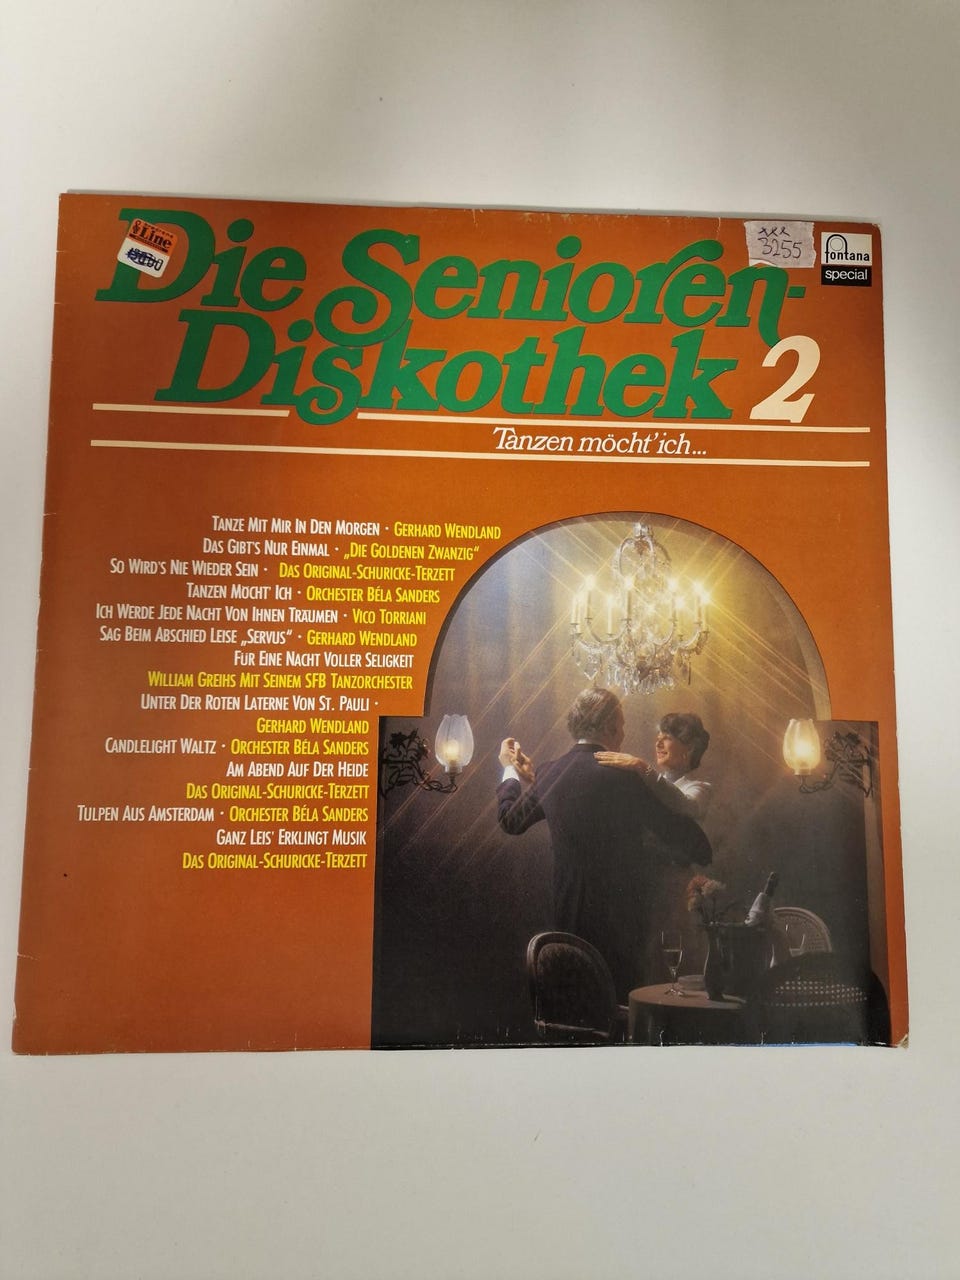 Die Senioren-
Diskothek 2
Line
xxx
3255
fontana
special
Tanzen möcht'ich...
TANZE MIT MIR IN DEN MORGEN · GERHARD WENDLAND
DAS GIBT'S NUR EINMAL · „DIE GOLDENEN ZWANZIG“
SO WIRD'S NIE WIEDER SEIN · DAS ORIGINAL-SCHURICKE-TERZETT
TANZEN MÖCHT' ICH · ORCHESTER BÉLA SANDERS
ICH WERDE JEDE NACHT VON IHNEN TRÄUMEN · VICO TORRIANI
SAG BEIM ABSCHIED LEISE „SERVUS“ · GERHARD WENDLAND
FÜR EINE NACHT VOLLER SELIGKEIT
WILLIAM GREIHS MIT SEINEM SFB TANZORCHESTER
UNTER DER ROTEN LATERNE VON ST. PAULI ·
GERHARD WENDLAND
CANDLELIGHT WALTZ · ORCHESTER BÉLA SANDERS
AM ABEND AUF DER HEIDE
DAS ORIGINAL-SCHURICKE-TERZETT
TULPEN AUS AMSTERDAM · ORCHESTER BÉLA SANDERS
GANZ LEIS' ERKLINGT MUSIK
DAS ORIGINAL-SCHURICKE-TERZETT